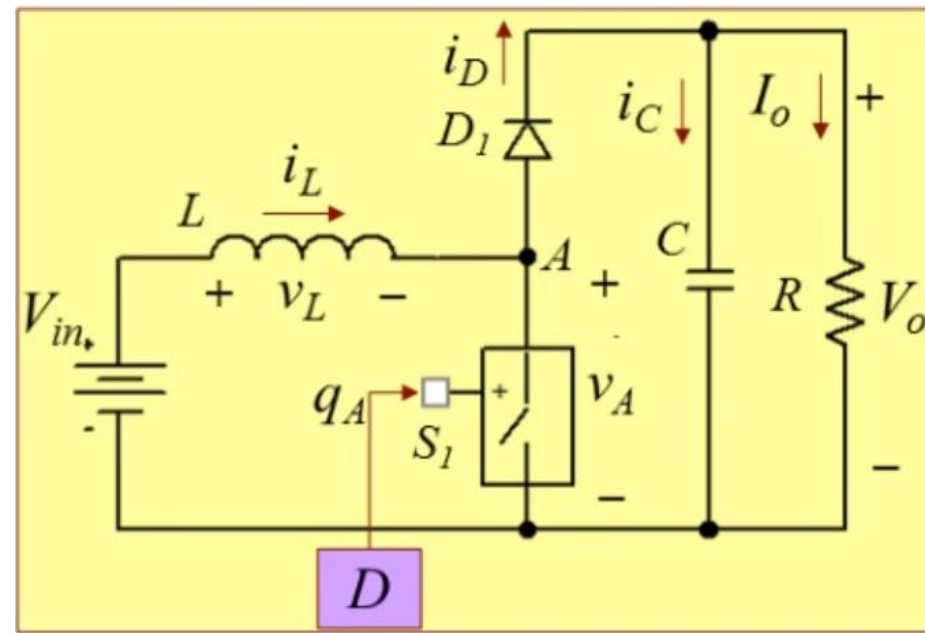 i_D
D_1
i_C
I_o
+
L
i_L
A
+ v_L −
C
+
R
V_o
V_in
+
-
q_A
S_1
+
v_A
−
−
D